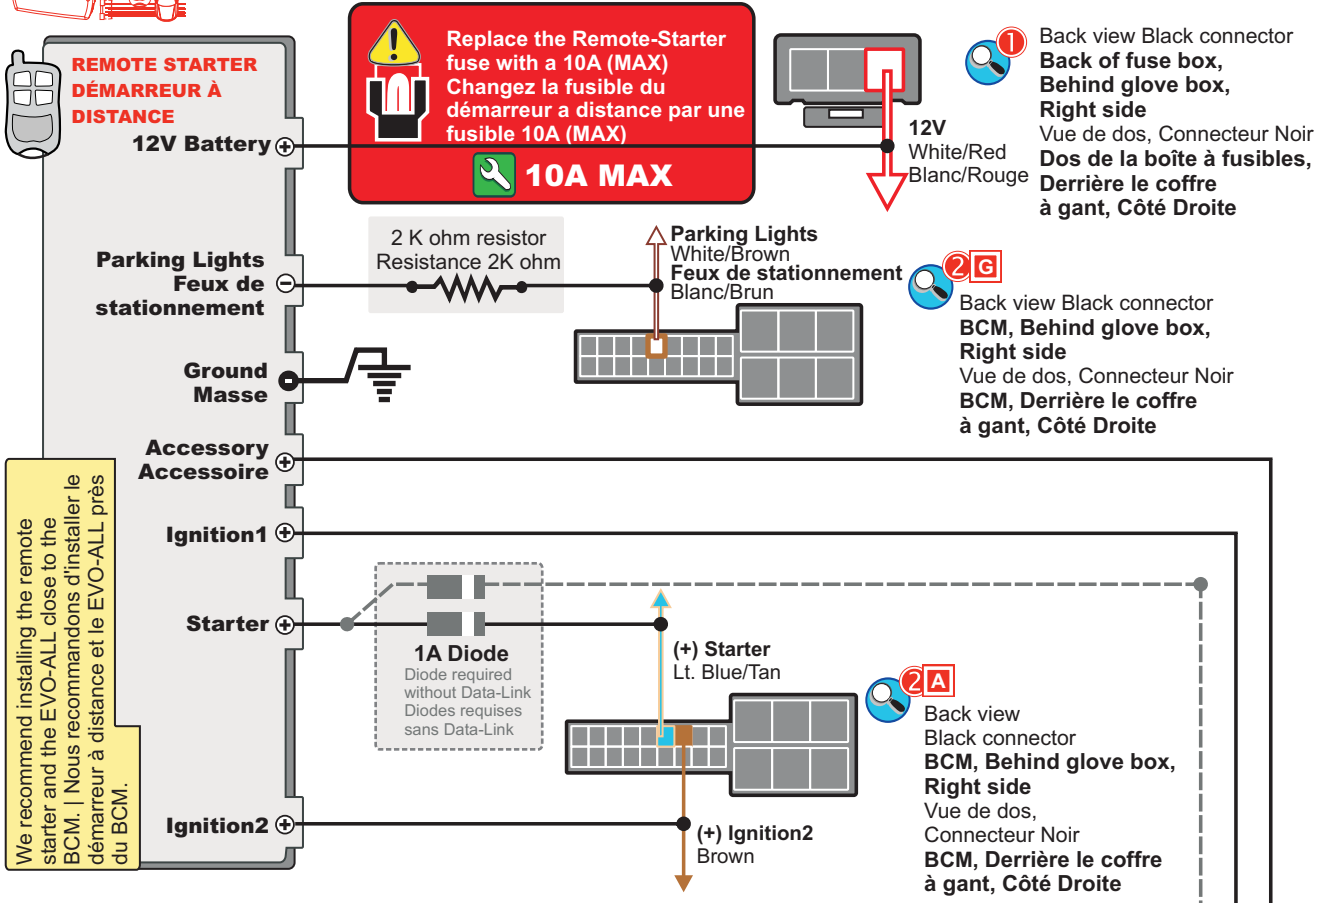 REMOTE STARTER
DÉMARREUR À
DISTANCE
12V Battery
Replace the Remote-Starter
fuse with a 10A (MAX)
Changez la fusible du
démarreur a distance par une
fusible 10A (MAX)
10A MAX
12V
White/Red
Blanc/Rouge
1
Back view Black connector
Back of fuse box,
Behind glove box,
Right side
Vue de dos, Connecteur Noir
Dos de la boîte à fusibles,
Derrière le coffre
à gant, Côté Droite
Parking Lights
Feux de
stationnement
2 K ohm resistor
Resistance 2K ohm
Parking Lights
White/Brown
Feux de stationnement
Blanc/Brun
2 G
Back view Black connector
BCM, Behind glove box,
Right side
Vue de dos, Connecteur Noir
BCM, Derrière le coffre
à gant, Côté Droite
Ground
Masse
Accessory
Accessoire
Ignition1
Starter
1A Diode
Diode required
without Data-Link
Diodes requises
sans Data-Link
(+) Starter
Lt. Blue/Tan
2 A
Back view
Black connector
BCM, Behind glove box,
Right side
Vue de dos,
Connecteur Noir
BCM, Derrière le coffre
à gant, Côté Droite
Ignition2
(+) Ignition2
Brown
We recommend installing the remote
starter and the EVO-ALL close to the
BCM. | Nous recommandons d'installer le
démarreur à distance et le EVO-ALL près
du BCM.